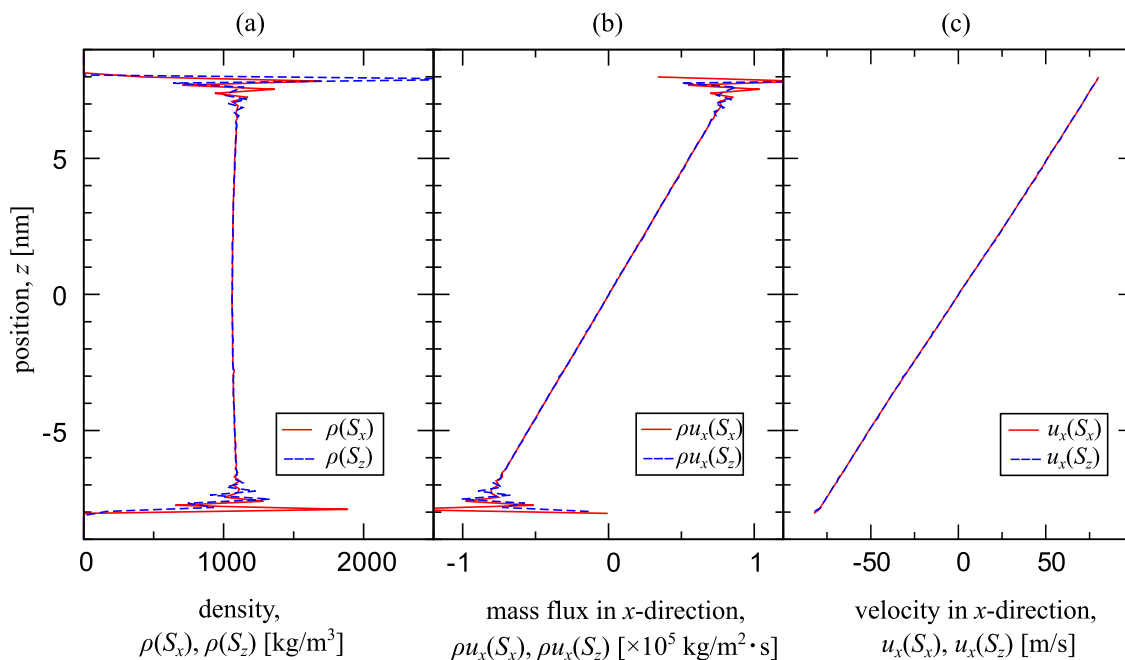 (a)
(b)
(c)
position, z [nm]
5
0
-5
ρ(Sx)
ρ(Sz)
ρux(Sx)
ρux(Sz)
ux(Sx)
ux(Sz)
0 1000 2000
-1 0 1
-50 0 50
density,
ρ(Sx), ρ(Sz) [kg/m³]
mass flux in x-direction,
ρux(Sx), ρux(Sz) [×10⁵ kg/m²・s]
velocity in x-direction,
ux(Sx), ux(Sz) [m/s]